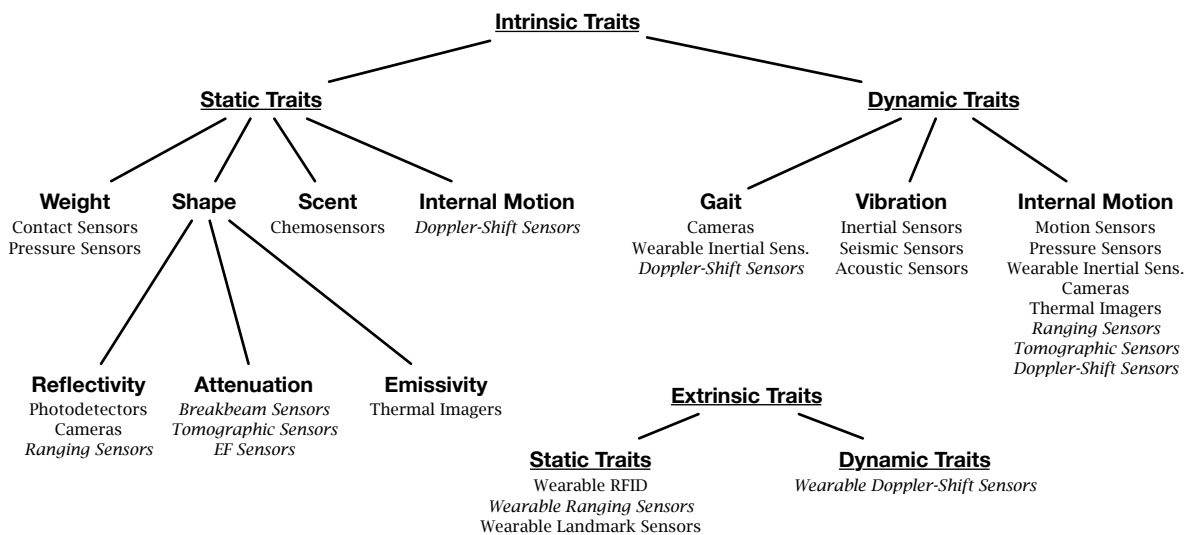 Intrinsic Traits
Static Traits
Dynamic Traits
Weight
Contact Sensors
Pressure Sensors
Shape
Scent
Chemosensors
Internal Motion
Doppler-Shift Sensors
Gait
Cameras
Wearable Inertial Sens.
Doppler-Shift Sensors
Vibration
Inertial Sensors
Seismic Sensors
Acoustic Sensors
Internal Motion
Motion Sensors
Pressure Sensors
Wearable Inertial Sens.
Cameras
Thermal Imagers
Ranging Sensors
Tomographic Sensors
Doppler-Shift Sensors
Reflectivity
Photodetectors
Cameras
Ranging Sensors
Attenuation
Breakbeam Sensors
Tomographic Sensors
EF Sensors
Emissivity
Thermal Imagers
Extrinsic Traits
Static Traits
Wearable RFID
Wearable Ranging Sensors
Wearable Landmark Sensors
Dynamic Traits
Wearable Doppler-Shift Sensors